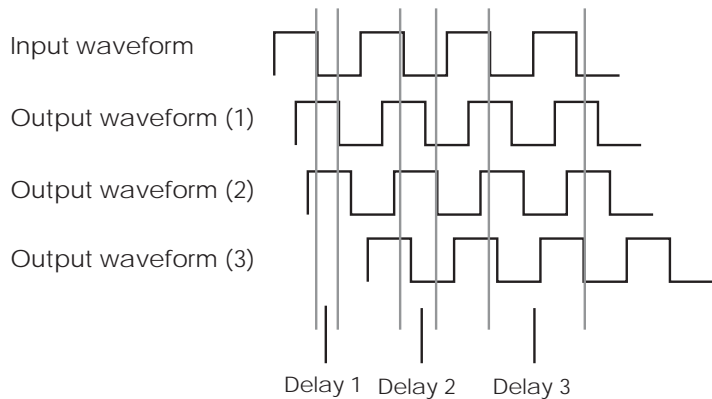 Input waveform
Output waveform (1)
Output waveform (2)
Output waveform (3)
Delay 1 Delay 2 Delay 3